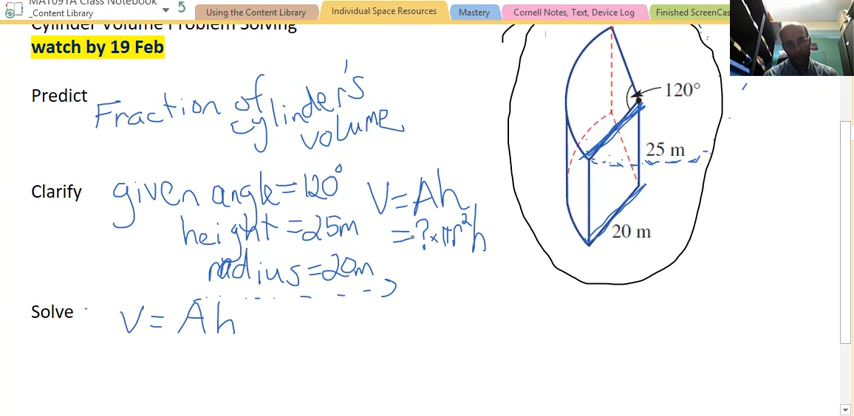 MAT091A Class Notebook
_Content Library
5
Using the Content Library
Individual Space Resources
Mastery
Cornell Notes, Text, Device Log
Finished ScreenCas
Cylinder Volume Problem Solving
watch by 19 Feb
Predict
Fraction of cylinder's
volume
120°
25 m
20 m
Clarify
given angle = 120° V = Ah
height = 25m = ? × πr²h
radius = 20m
Solve
V = Ah